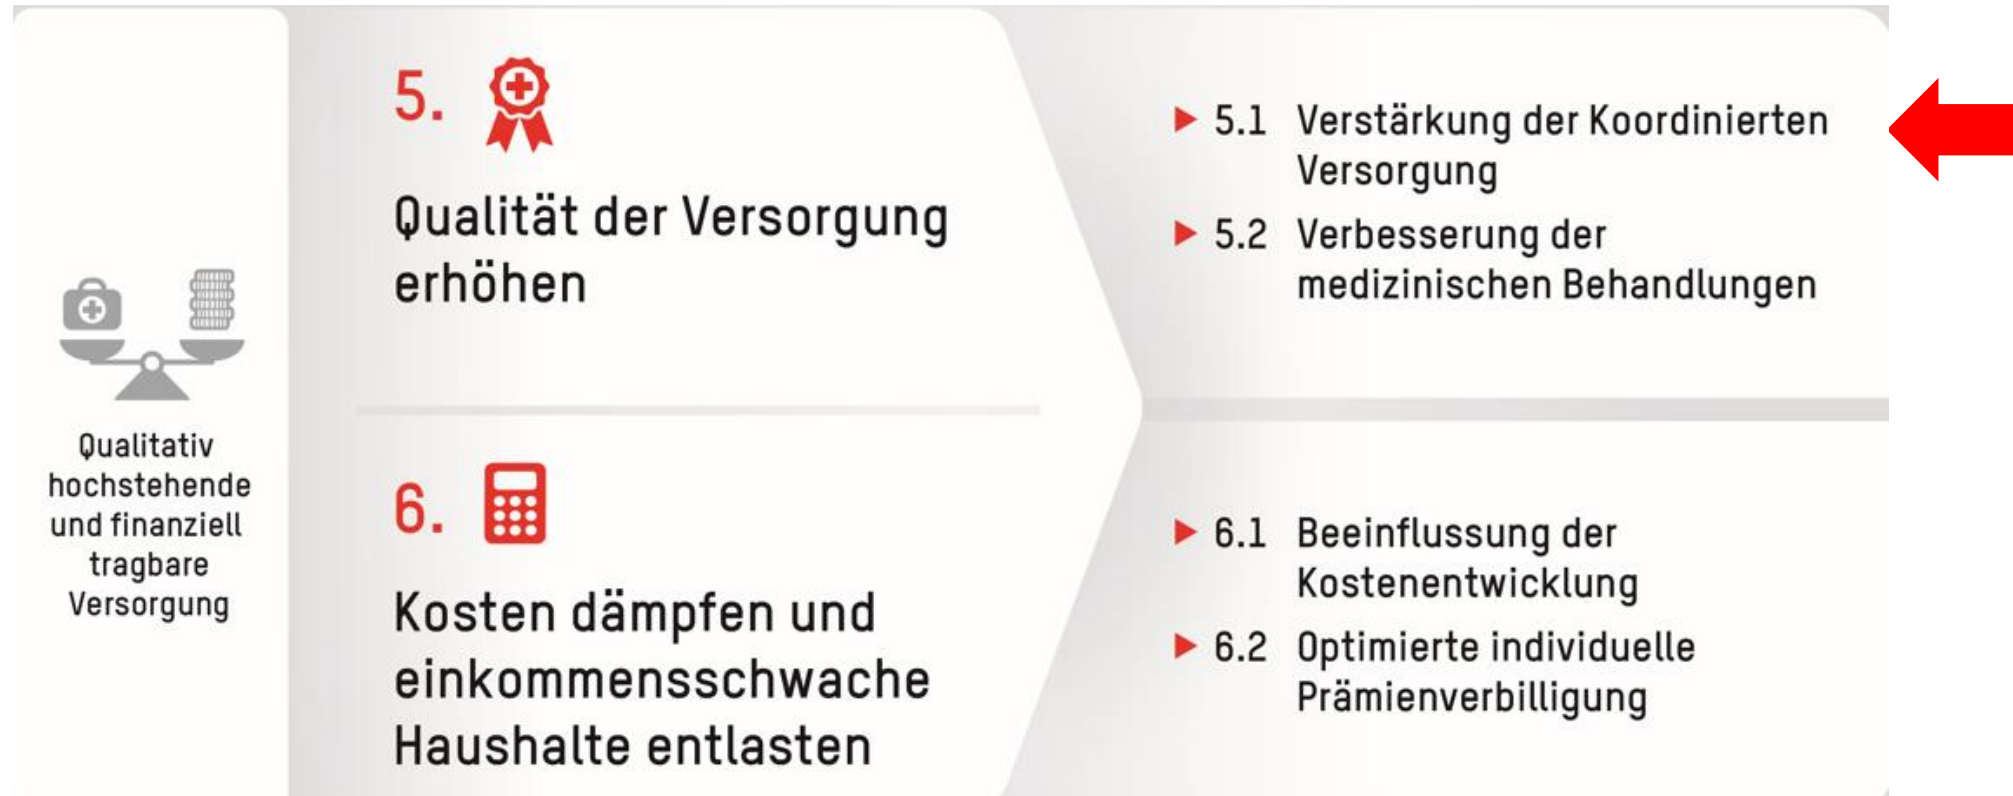 Qualitativ
hochstehende
und finanziell
tragbare
Versorgung
5.
Qualität der Versorgung
erhöhen
5.1 Verstärkung der Koordinierten
Versorgung
5.2 Verbesserung der
medizinischen Behandlungen
6.
Kosten dämpfen und
einkommensschwache
Haushalte entlasten
6.1 Beeinflussung der
Kostenentwicklung
6.2 Optimierte individuelle
Prämienverbilligung